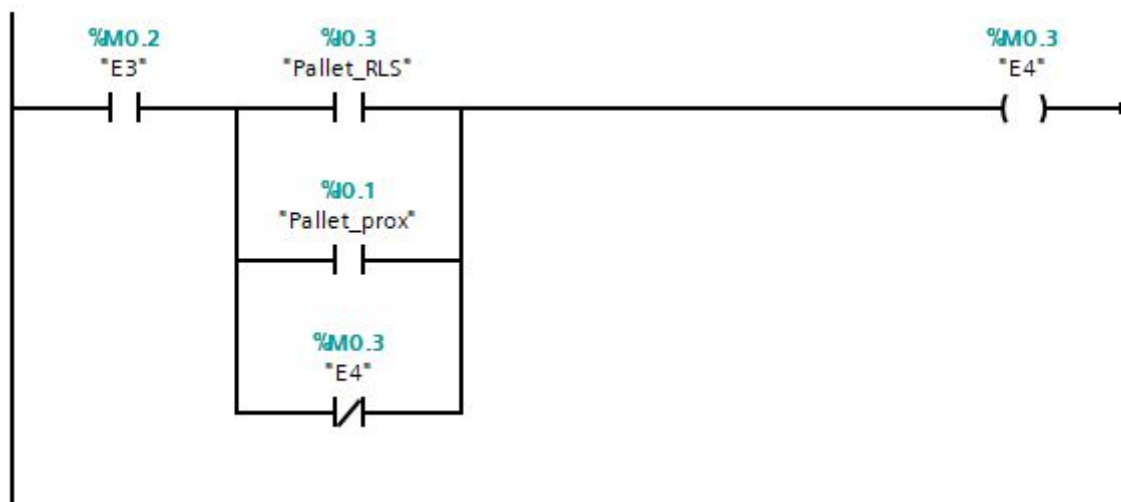 %M0.2
"E3"
%I0.3
"Pallet_RLS"
%M0.3
"E4"
%I0.1
"Pallet_prox"
%M0.3
"E4"